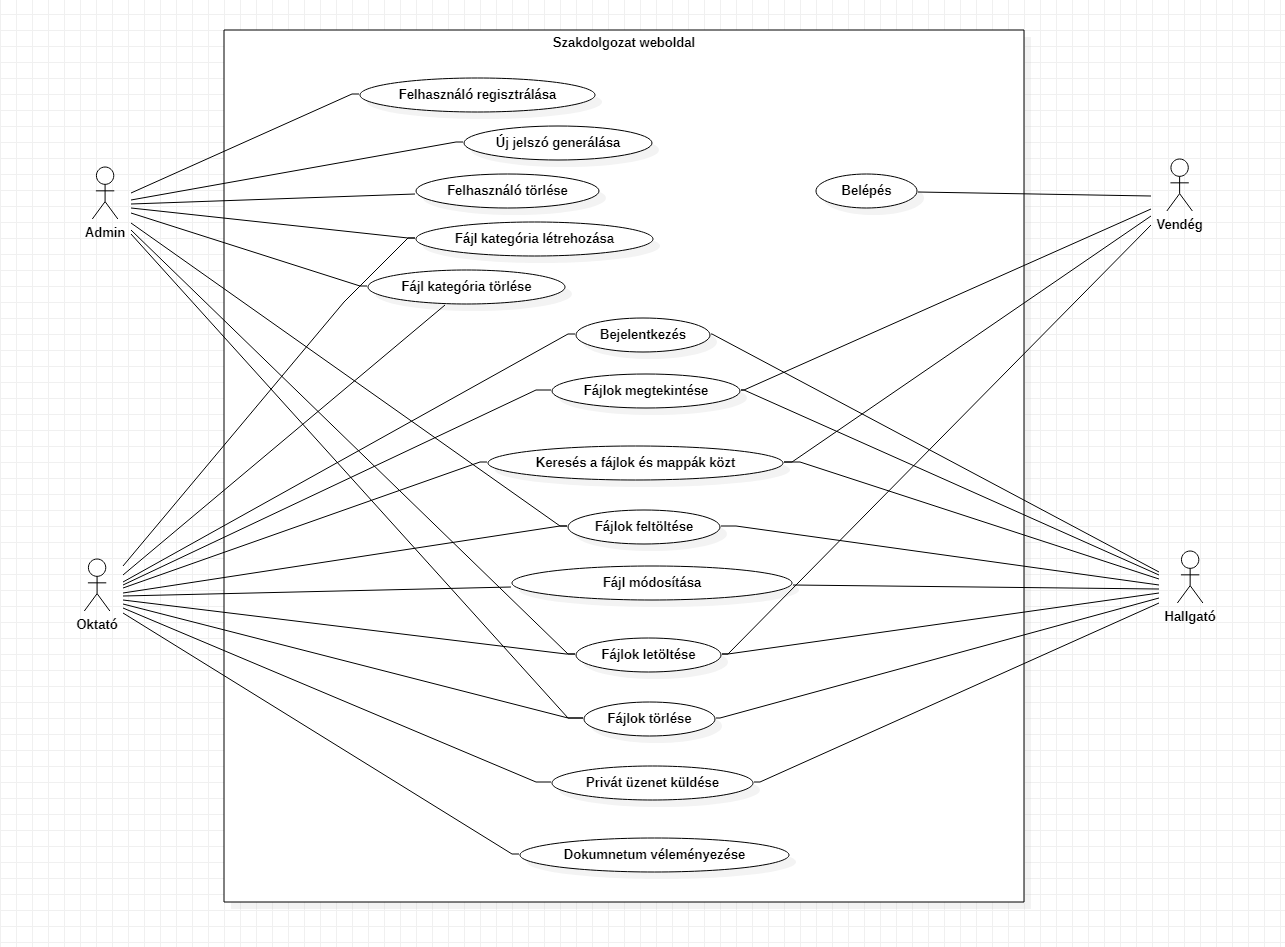 Szakdolgozat weboldal
Felhasználó regisztrálása
Új jelszó generálása
Felhasználó törlése
Belépés
Admin
Vendég
Fájl kategória létrehozása
Fájl kategória törlése
Bejelentkezés
Fájlok megtekintése
Keresés a fájlok és mappák közt
Fájlok feltöltése
Fájl módosítása
Oktató
Hallgató
Fájlok letöltése
Fájlok törlése
Privát üzenet küldése
Dokumnetum véleményezése